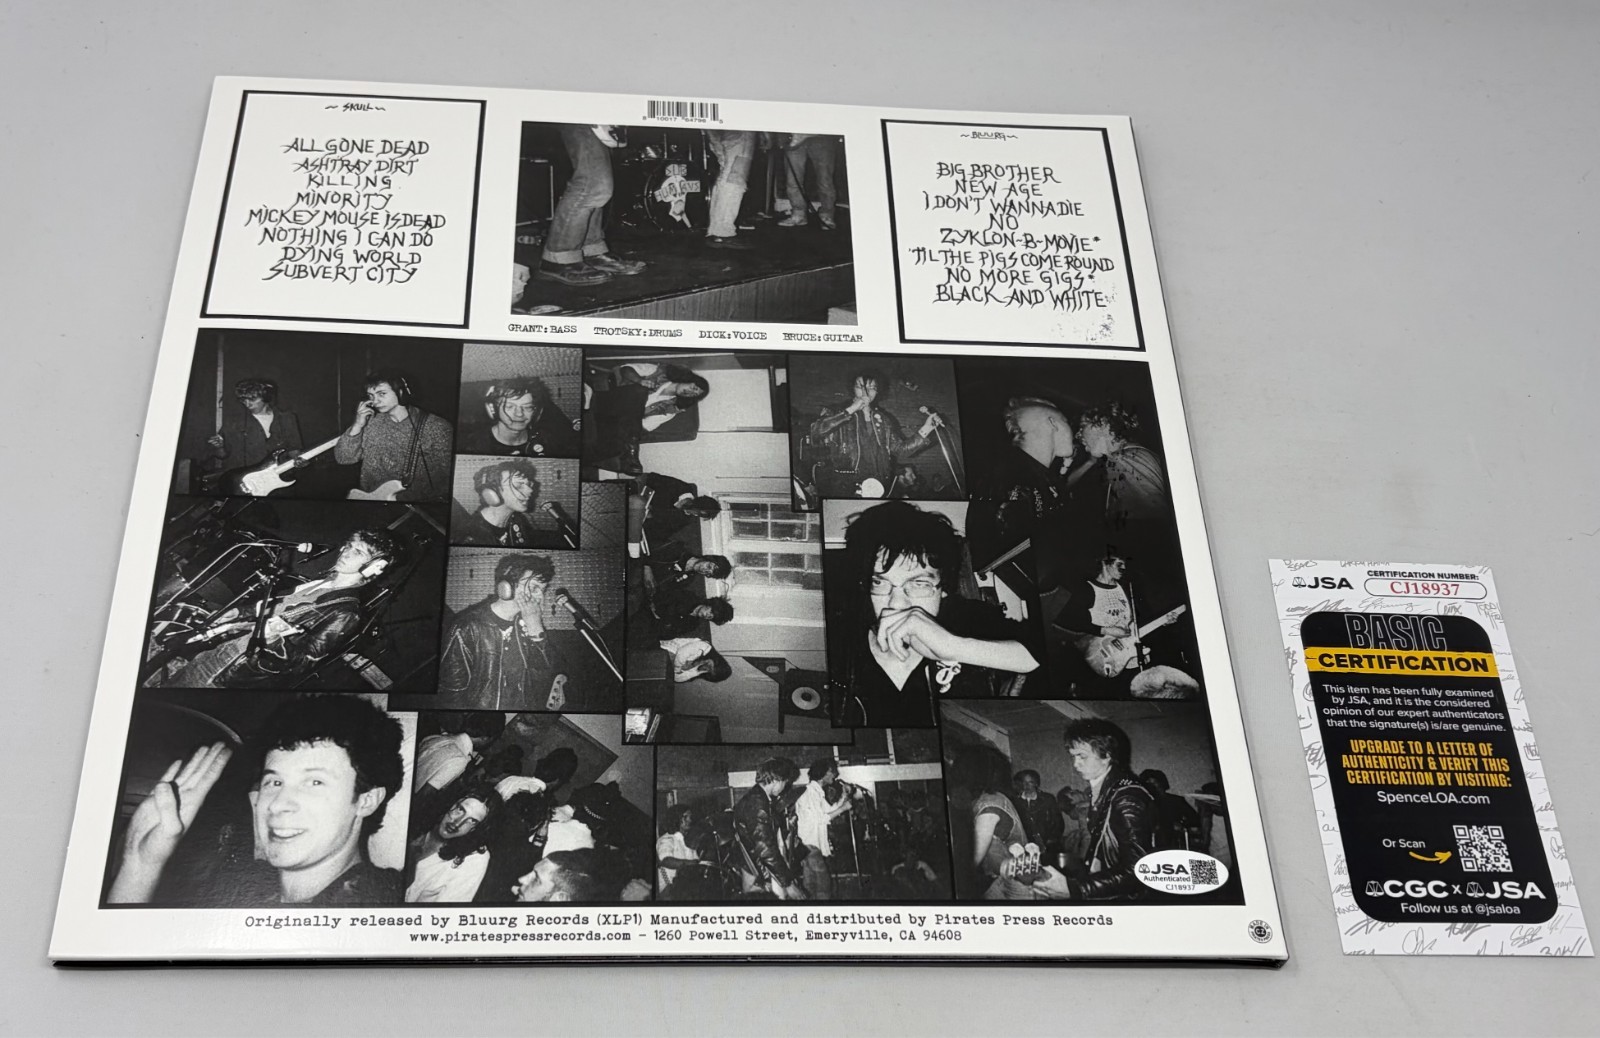 ~ SKULL ~
ALL GONE DEAD
ASHTRAY DIRT
KILLING
MINORITY
MICKEY MOUSE IS DEAD
NOTHING I CAN DO
DYING WORLD
SUBVERT CITY
GRANT:BASS TROTSKY:DRUMS DICK:VOICE BRUCE:GUITAR
~BLUURG~
BIG BROTHER
NEW AGE
I DON'T WANNA DIE
NO
ZYKLON-B-MOVIE*
'TIL THE PIGS COME ROUND
NO MORE GIGS*
BLACK AND WHITE
JSA
Authenticated
CJ18937
Originally released by Bluurg Records (XLP1) Manufactured and distributed by Pirates Press Records
www.piratespressrecords.com - 1260 Powell Street, Emeryville, CA 94608
JSA
CERTIFICATION NUMBER:
CJ18937
BASIC
CERTIFICATION
This item has been fully examined
by JSA, and it is the considered
opinion of our expert authenticators
that the signature(s) is/are genuine.
UPGRADE TO A LETTER OF
AUTHENTICITY & VERIFY THIS
CERTIFICATION BY VISITING:
SpenceLOA.com
Or Scan
CGC x JSA
Follow us at @jsaloa